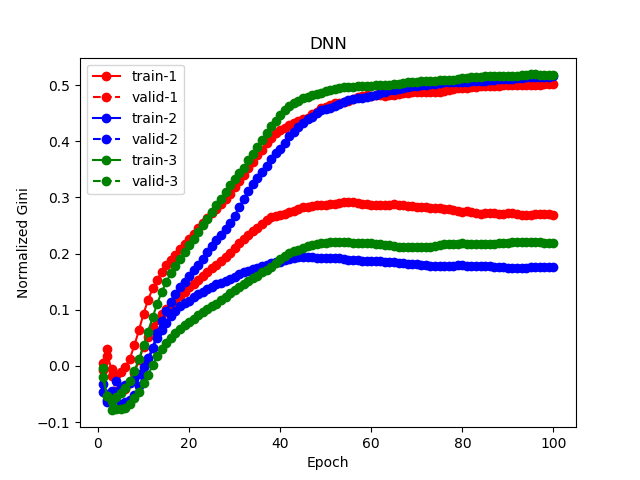 DNN
train-1
valid-1
train-2
valid-2
train-3
valid-3
Normalized Gini
0.5
0.4
0.3
0.2
0.1
0.0
−0.1
0 20 40 60 80 100
Epoch